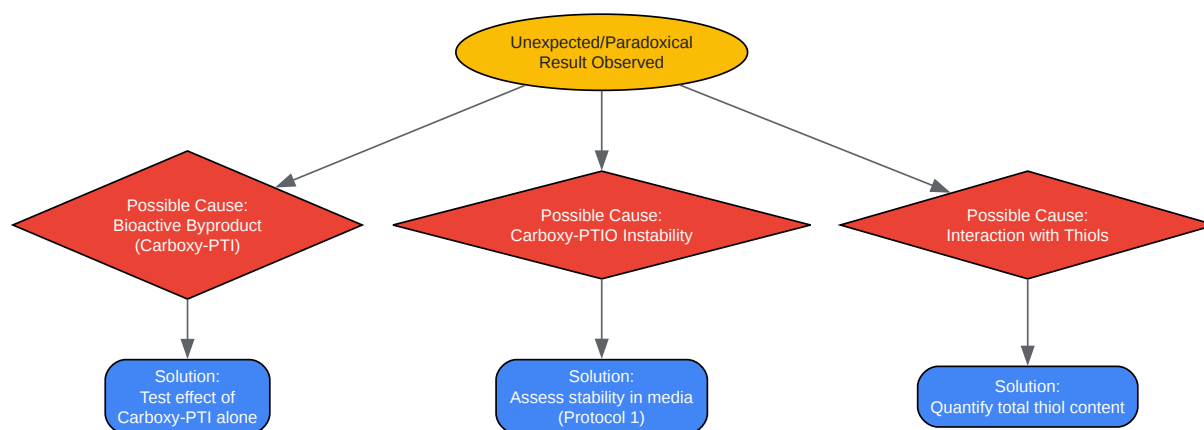 Unexpected/Paradoxical
Result Observed
Possible Cause:
Bioactive Byproduct
(Carboxy-PTI)
Possible Cause:
Carboxy-PTIO Instability
Possible Cause:
Interaction with Thiols
Solution:
Test effect of
Carboxy-PTI alone
Solution:
Assess stability in media
(Protocol 1)
Solution:
Quantify total thiol content